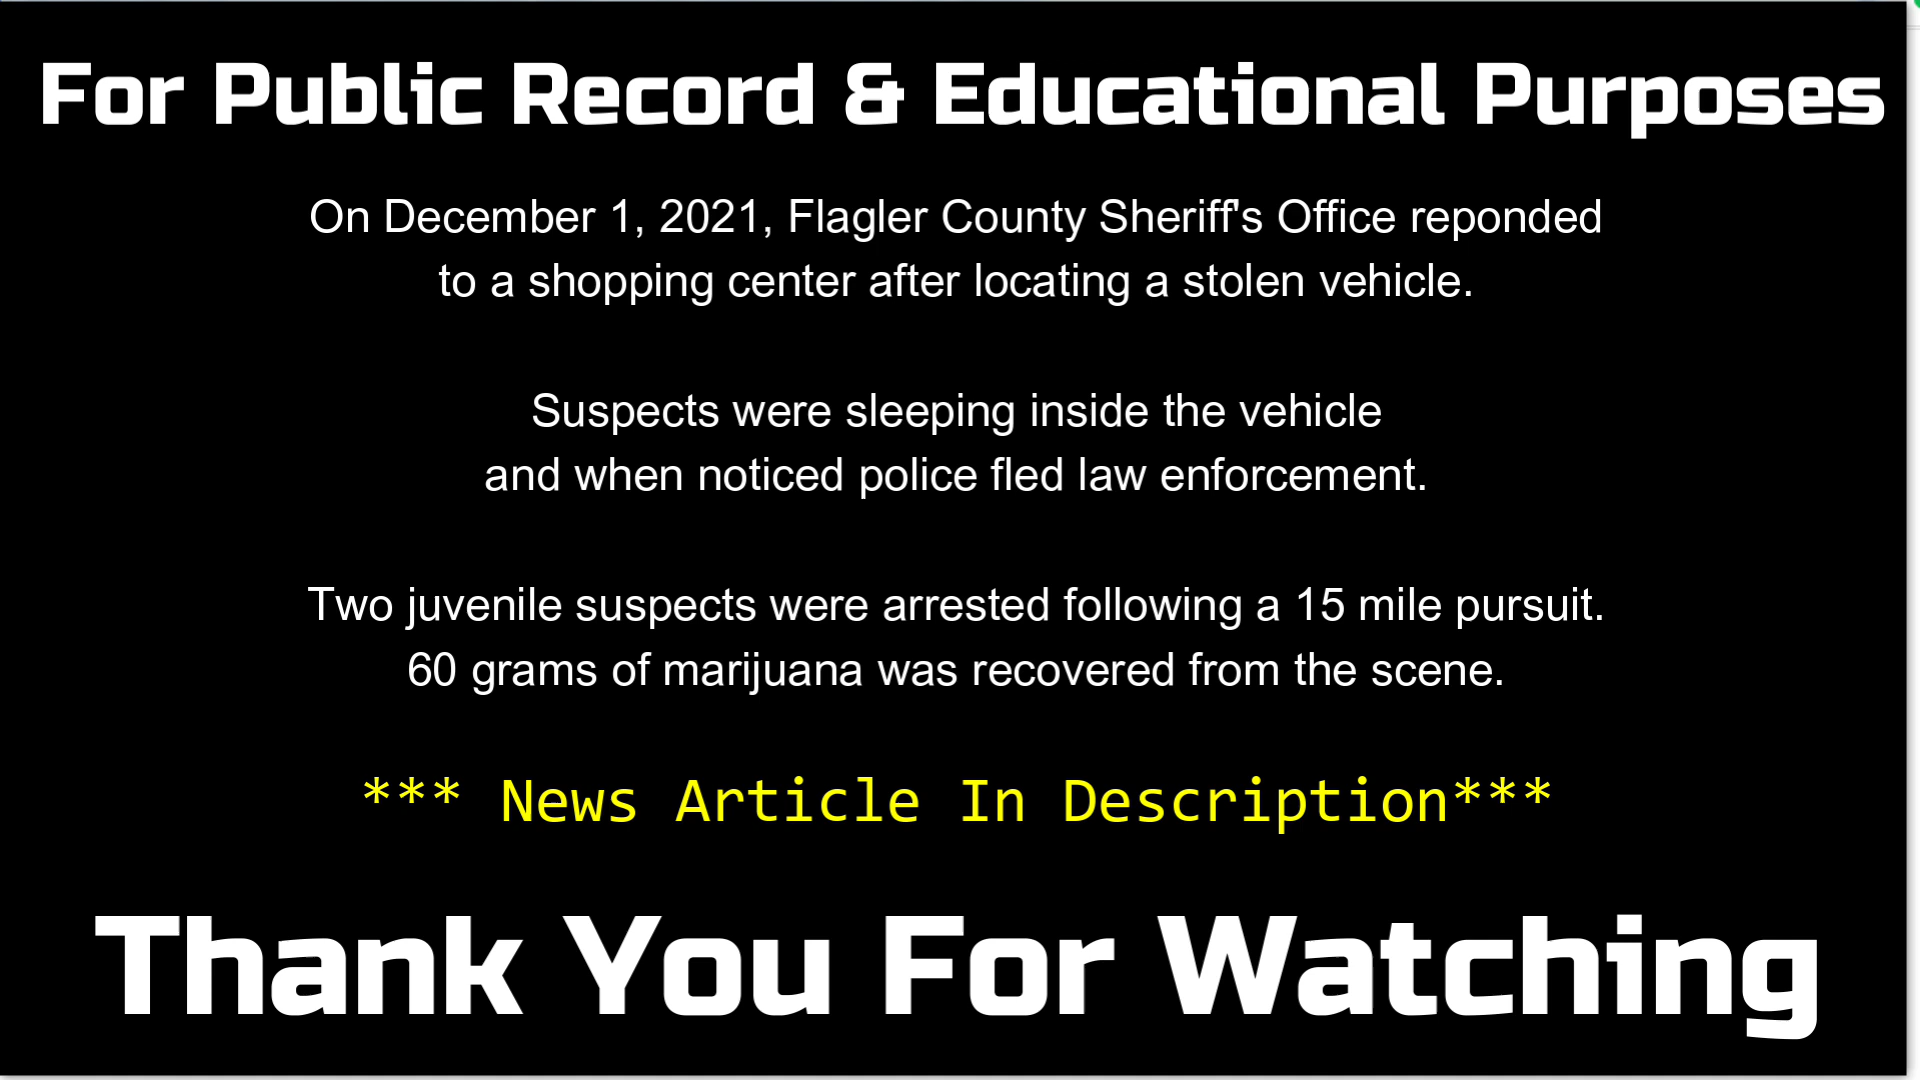 For Public Record & Educational Purposes
On December 1, 2021, Flagler County Sheriff's Office reponded
to a shopping center after locating a stolen vehicle.
Suspects were sleeping inside the vehicle
and when noticed police fled law enforcement.
Two juvenile suspects were arrested following a 15 mile pursuit.
60 grams of marijuana was recovered from the scene.
*** News Article In Description***
Thank You For Watching